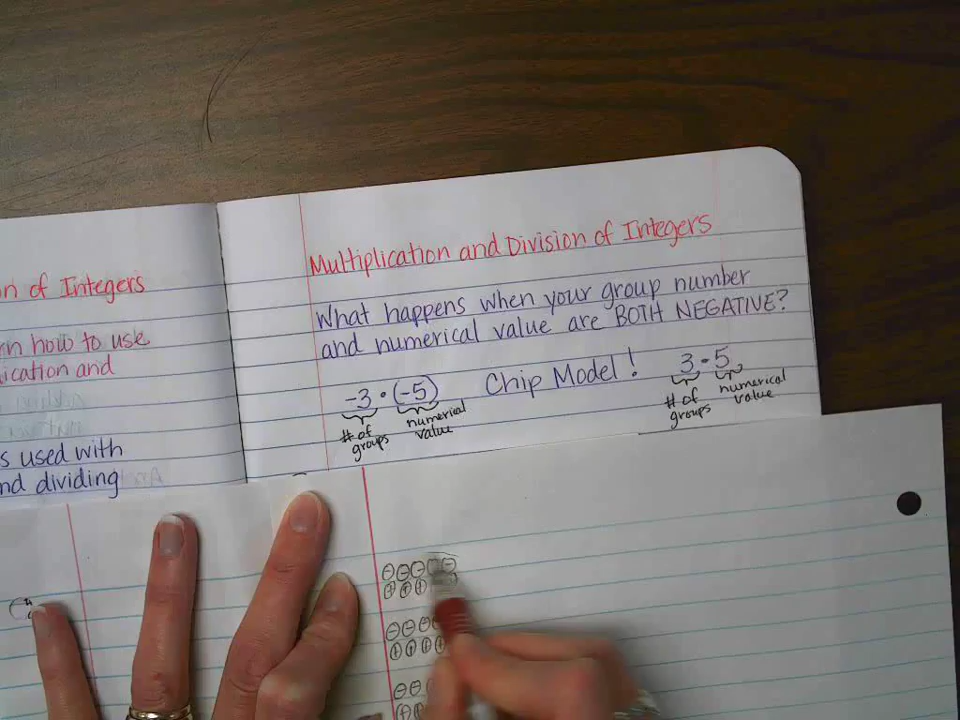 n of Integers
rn how to use
ication and
s used with
nd dividing
Multiplication and Division of Integers
What happens when your group number
and numerical value are BOTH NEGATIVE?
-3 • (-5)
# of groups
numerical value
Chip Model!
3 • 5
# of groups
numerical value